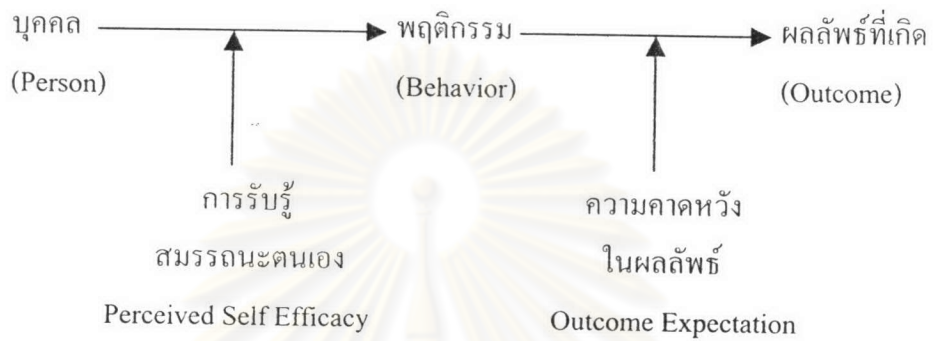 บุคคล พฤติกรรม ผลลัพธ์ที่เกิด
(Person) (Behavior) (Outcome)
การรับรู้ ความคาดหวัง
สมรรถนะตนเอง ในผลลัพธ์
Perceived Self Efficacy Outcome Expectation